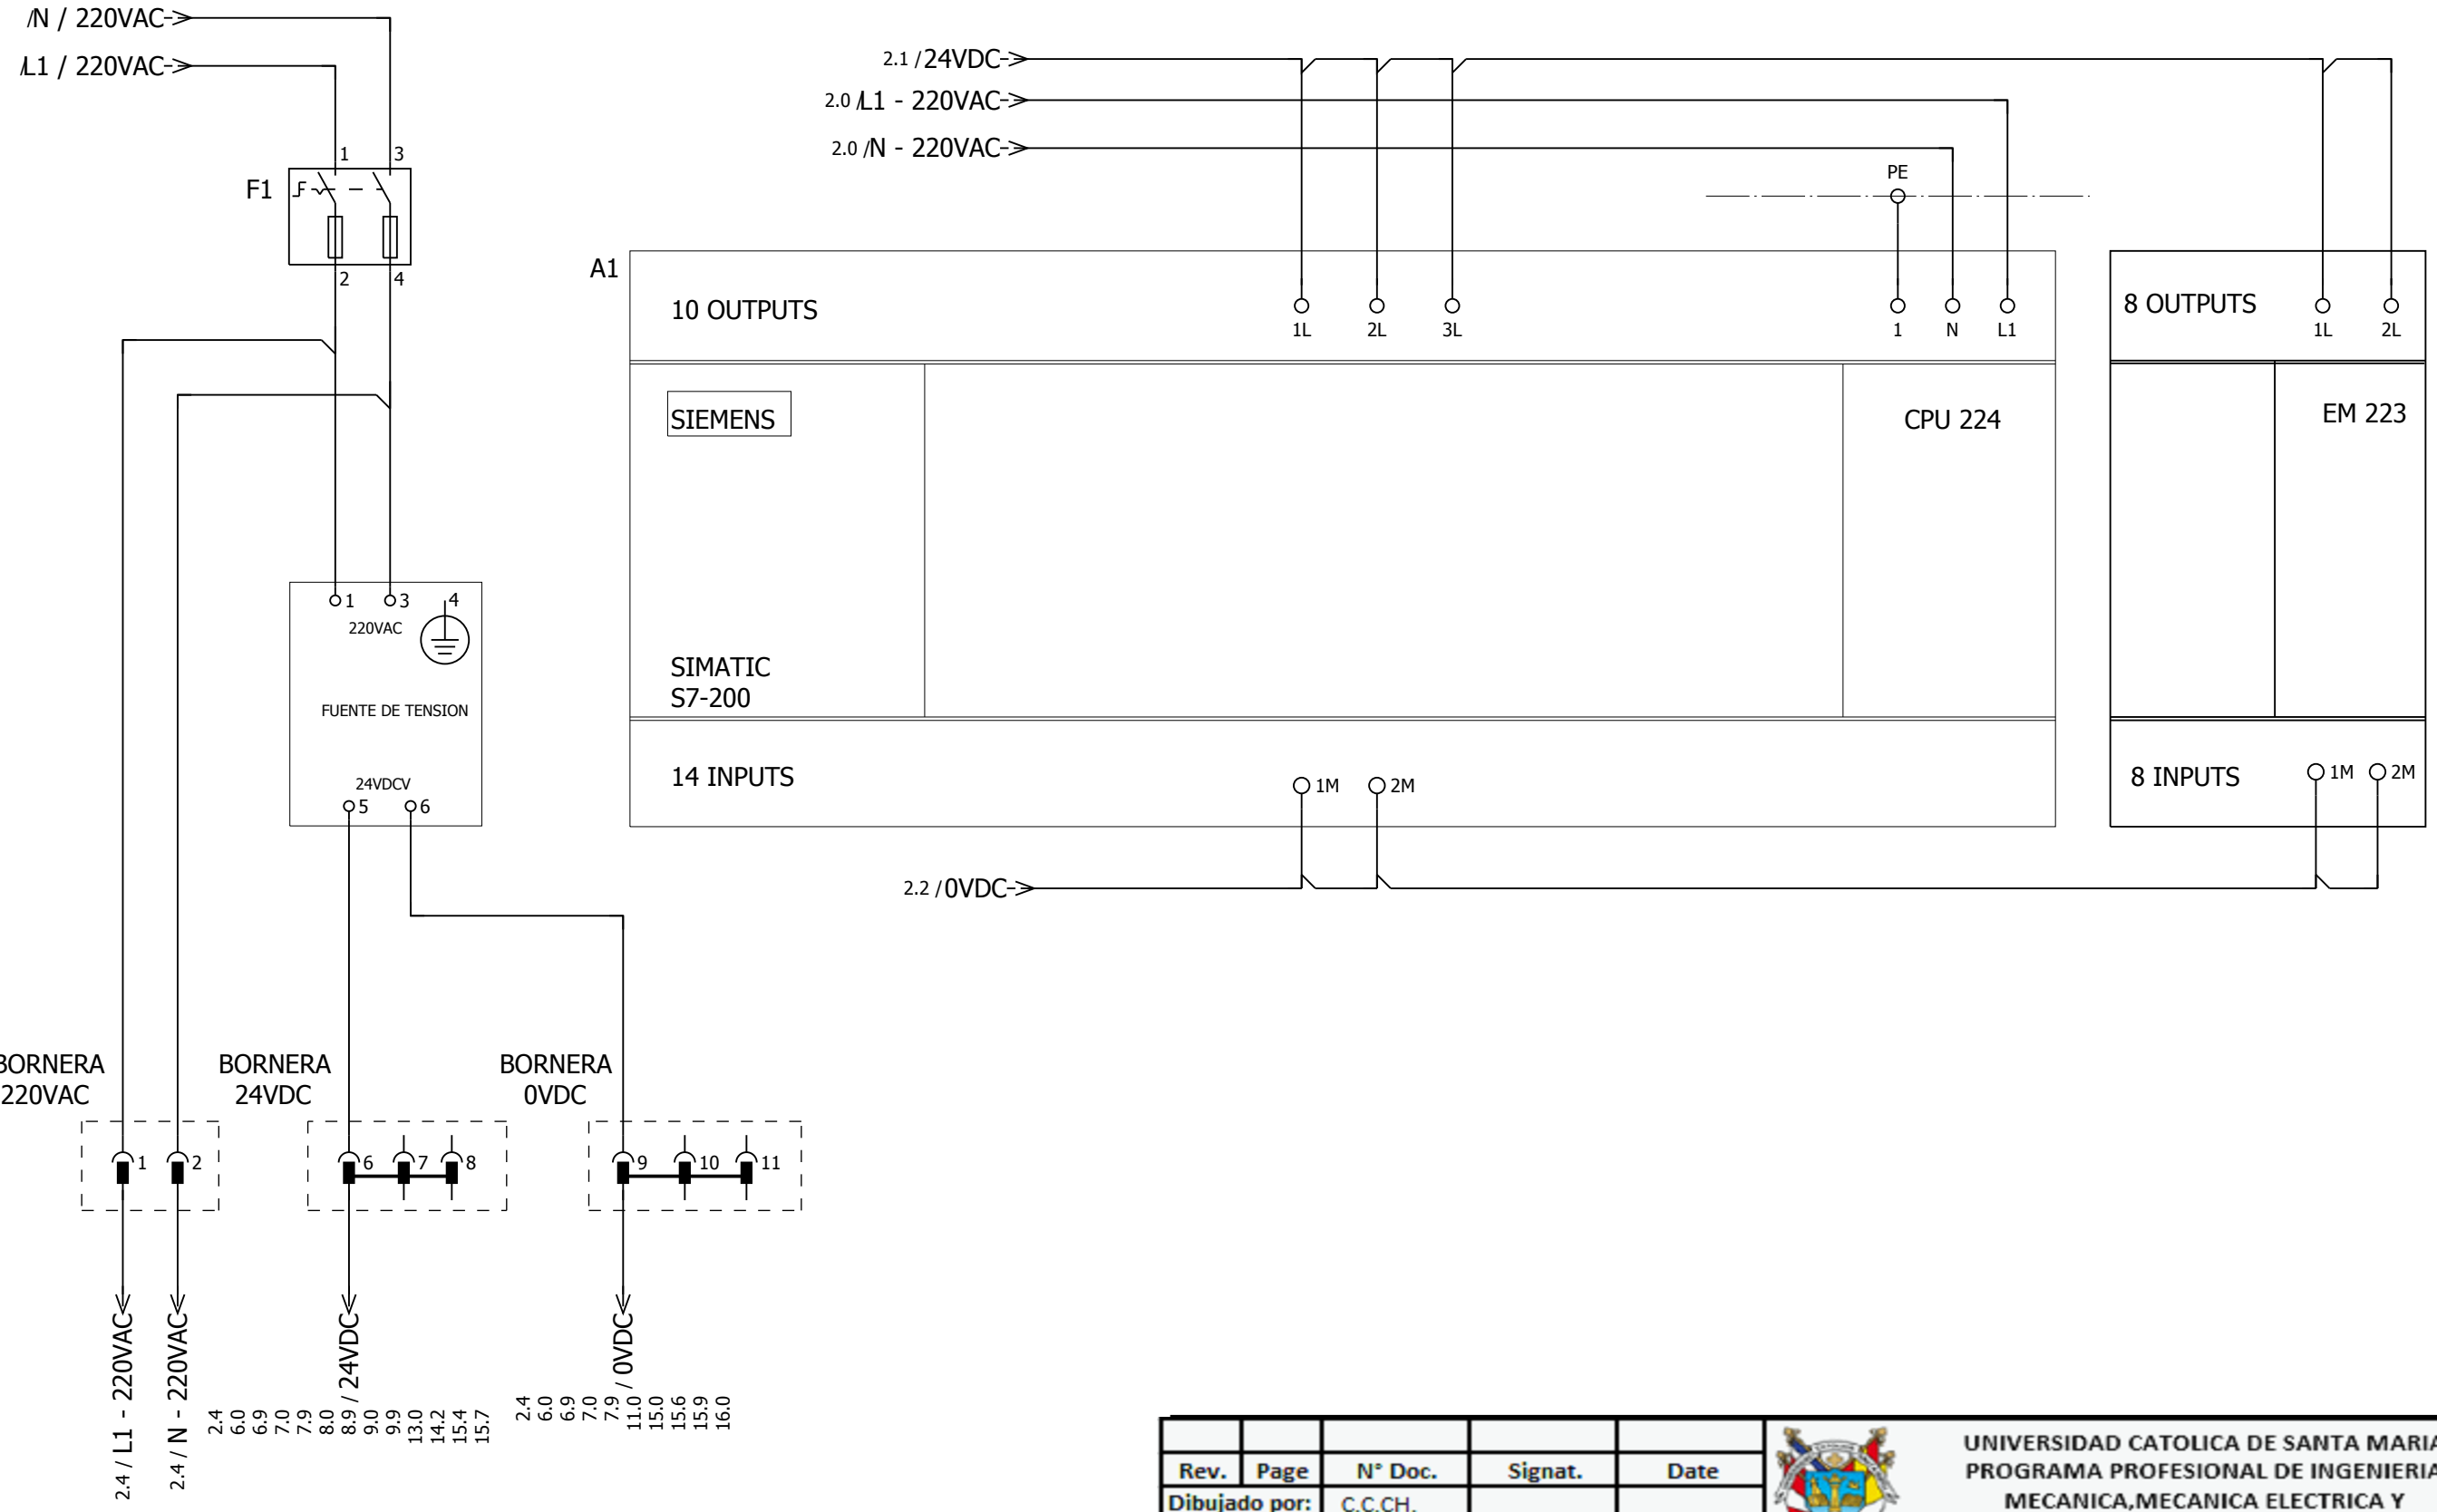 /N / 220VAC
/L1 / 220VAC
1 3
F1
2 4
2.1 /24VDC
2.0 /L1 - 220VAC
2.0 /N - 220VAC
PE
A1
10 OUTPUTS
1L 2L 3L
1 N L1
8 OUTPUTS
1L 2L
SIEMENS
CPU 224
EM 223
SIMATIC
S7-200
14 INPUTS
1M 2M
8 INPUTS
1M 2M
2.2 /0VDC
1 3 4
220VAC
FUENTE DE TENSION
24VDCV
5 6
BORNERA
220VAC
BORNERA
24VDC
BORNERA
0VDC
1 2
6 7 8
9 10 11
2.4 / L1 - 220VAC
2.4 / N - 220VAC
2.4
6.0
6.9
7.0
7.9
8.0
8.9 / 24VDC
9.0
9.9
13.0
14.2
15.4
15.7
2.4
6.0
6.9
7.0
7.9
11.0 / 0VDC
15.0
15.6
15.9
16.0
Rev. Page N° Doc. Signat. Date
Dibujado por: C.C.CH.
UNIVERSIDAD CATOLICA DE SANTA MARIA
PROGRAMA PROFESIONAL DE INGENIERIA
MECANICA,MECANICA ELECTRICA Y